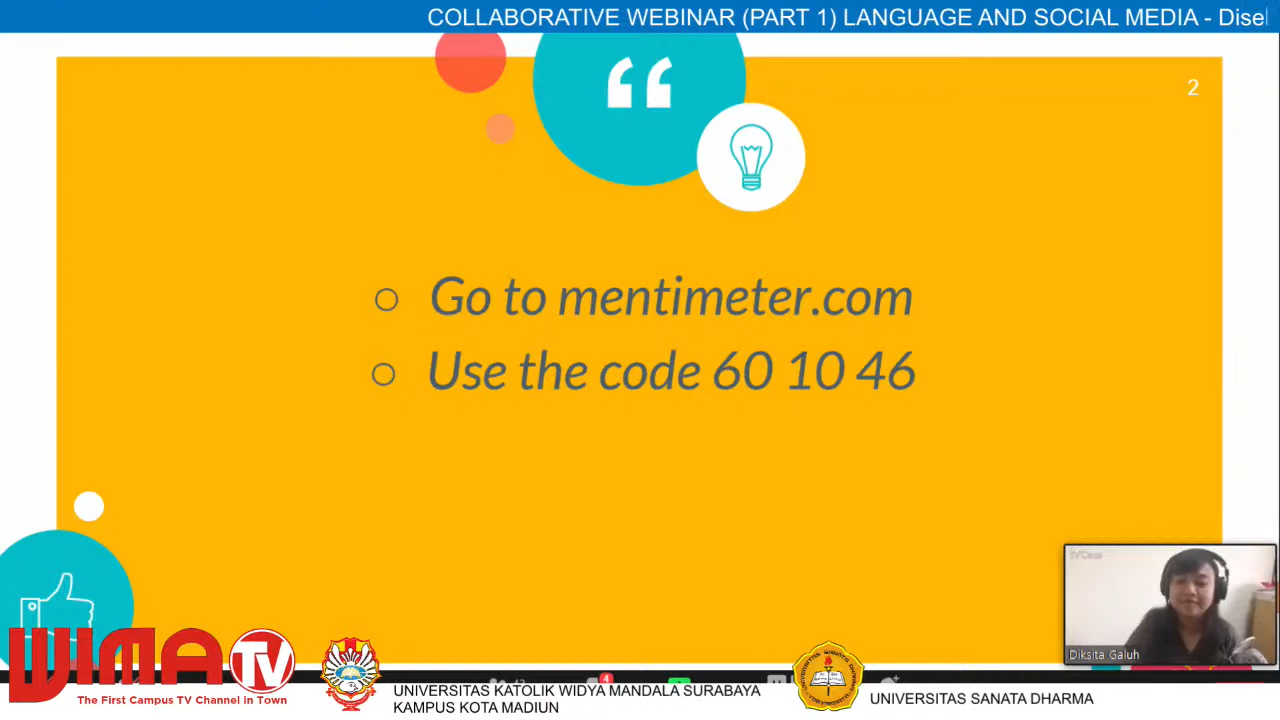 COLLABORATIVE WEBINAR (PART 1) LANGUAGE AND SOCIAL MEDIA - Disel
2
Go to mentimeter.com
Use the code 60 10 46
Diksita Galuh
WIMA TV
The First Campus TV Channel in Town
4
UNIVERSITAS KATOLIK WIDYA MANDALA SURABAYA
KAMPUS KOTA MADIUN
UNIVERSITAS SANATA DHARMA